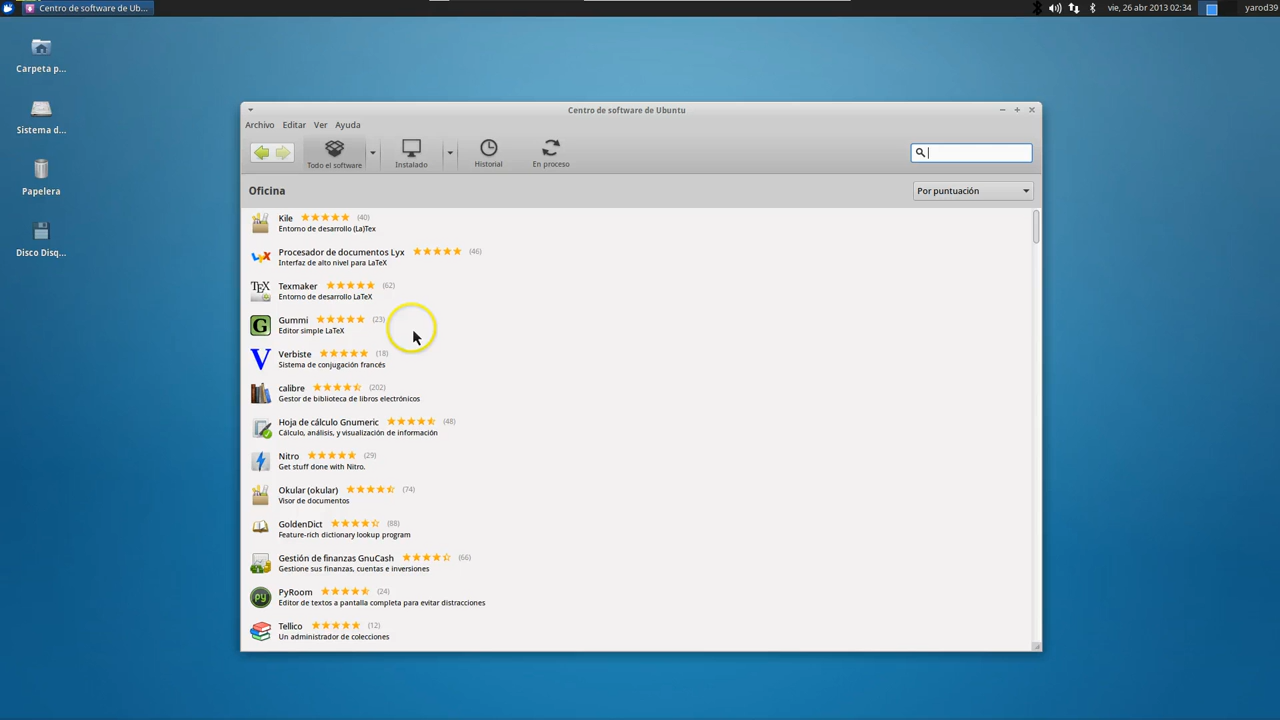 Centro de software de Ub...
vie, 26 abr 2013 02:34
yarod39
Carpeta p...
Sistema d...
Papelera
Disco Disq...
Centro de software de Ubuntu
Archivo Editar Ver Ayuda
Todo el software
Instalado
Historial
En proceso
Oficina
Por puntuación
Kile (40)
Entorno de desarrollo (La)Tex
Procesador de documentos Lyx (46)
Interfaz de alto nivel para LaTeX
TEX
Texmaker (62)
Entorno de desarrollo LaTeX
G
Gummi (23)
Editor simple LaTeX
V
Verbiste (18)
Sistema de conjugación francés
calibre (202)
Gestor de biblioteca de libros electrónicos
Hoja de cálculo Gnumeric (48)
Cálculo, análisis, y visualización de información
Nitro (29)
Get stuff done with Nitro.
Okular (okular) (74)
Visor de documentos
GoldenDict (88)
Feature-rich dictionary lookup program
Gestión de finanzas GnuCash (66)
Gestione sus finanzas, cuentas e inversiones
py
PyRoom (24)
Editor de textos a pantalla completa para evitar distracciones
Tellico (12)
Un administrador de colecciones